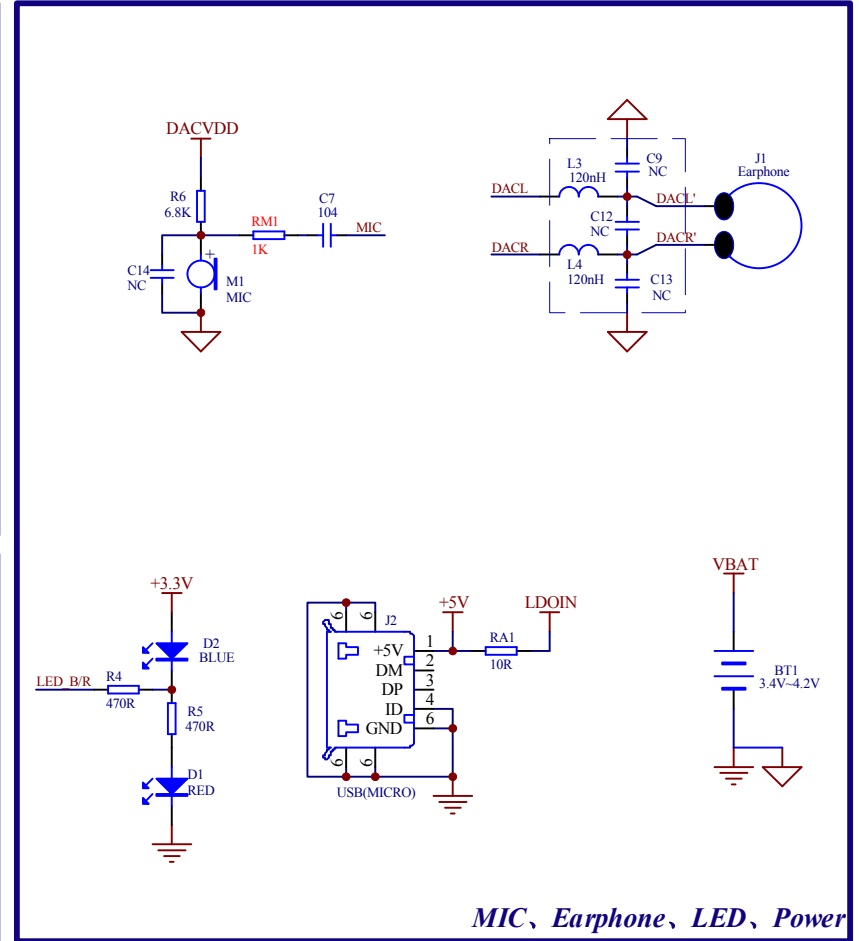 DACVDD
R6
6.8K
RM1
1K
C7
104
MIC
C14
NC
+
M1
MIC
L3
120nH
C9
NC
J1
Earphone
DACL
DACL'
C12
NC
DACR
DACR'
L4
120nH
C13
NC
+3.3V
D2
BLUE
LED_B/R
R4
470R
R5
470R
D1
RED
6
6
J2
+5V
1
DM
2
DP
3
ID
4
GND
6
6
6
USB(MICRO)
+5V
RA1
10R
LDOIN
VBAT
BT1
3.4V~4.2V
MIC、Earphone、LED、Power